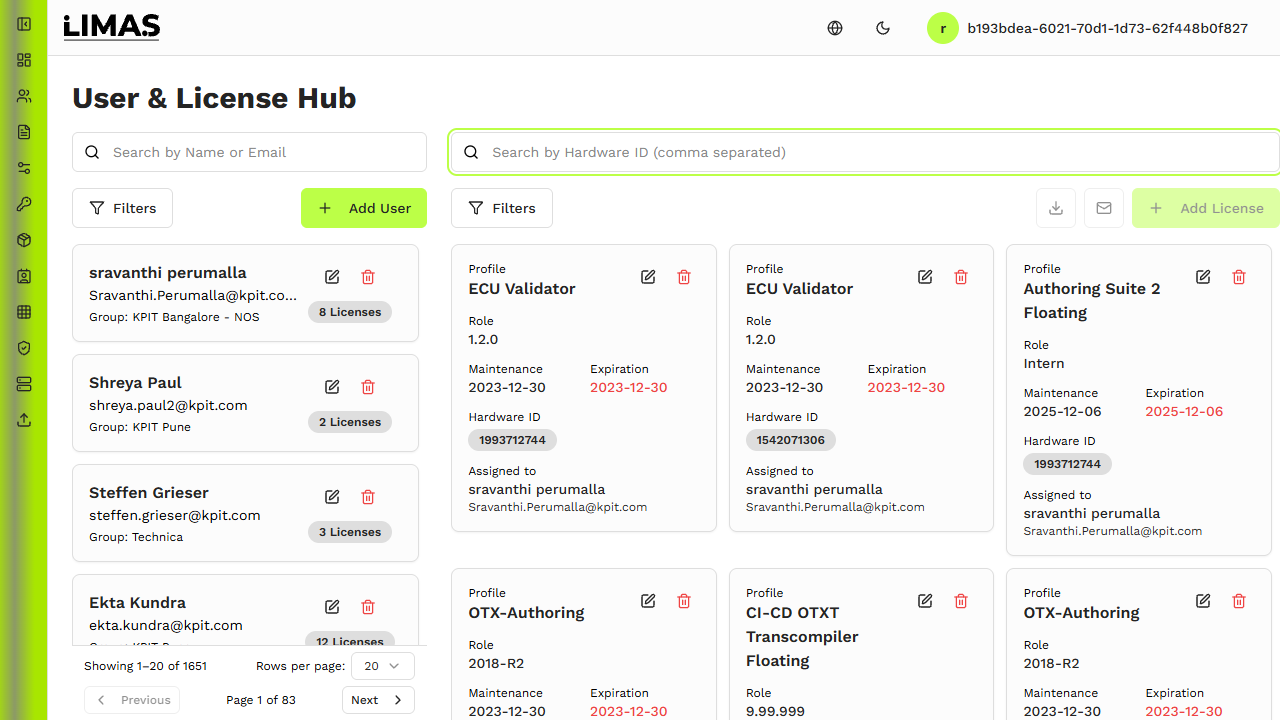 LIMAS
r
b193bdea-6021-70d1-1d73-62f448b0f827
User & License Hub
Search by Name or Email
Filters
Add User
sravanthi perumalla
Sravanthi.Perumalla@kpit.co...
Group: KPIT Bangalore - NOS
8 Licenses
Shreya Paul
shreya.paul2@kpit.com
Group: KPIT Pune
2 Licenses
Steffen Grieser
steffen.grieser@kpit.com
Group: Technica
3 Licenses
Ekta Kundra
ekta.kundra@kpit.com
12 Licenses
Showing 1–20 of 1651
Rows per page:
20
Previous
Page 1 of 83
Next
Search by Hardware ID (comma separated)
Filters
Add License
Profile
ECU Validator
Role
1.2.0
Maintenance Expiration
2023-12-30 2023-12-30
Hardware ID
1993712744
Assigned to
sravanthi perumalla
Sravanthi.Perumalla@kpit.com
Profile
ECU Validator
Role
1.2.0
Maintenance Expiration
2023-12-30 2023-12-30
Hardware ID
1542071306
Assigned to
sravanthi perumalla
Sravanthi.Perumalla@kpit.com
Profile
Authoring Suite 2
Floating
Role
Intern
Maintenance Expiration
2025-12-06 2025-12-06
Hardware ID
1993712744
Assigned to
sravanthi perumalla
Sravanthi.Perumalla@kpit.com
Profile
OTX-Authoring
Role
2018-R2
Maintenance Expiration
2023-12-30 2023-12-30
Profile
CI-CD OTXT
Transcompiler
Floating
Role
9.99.999
Profile
OTX-Authoring
Role
2018-R2
Maintenance Expiration
2023-12-30 2023-12-30